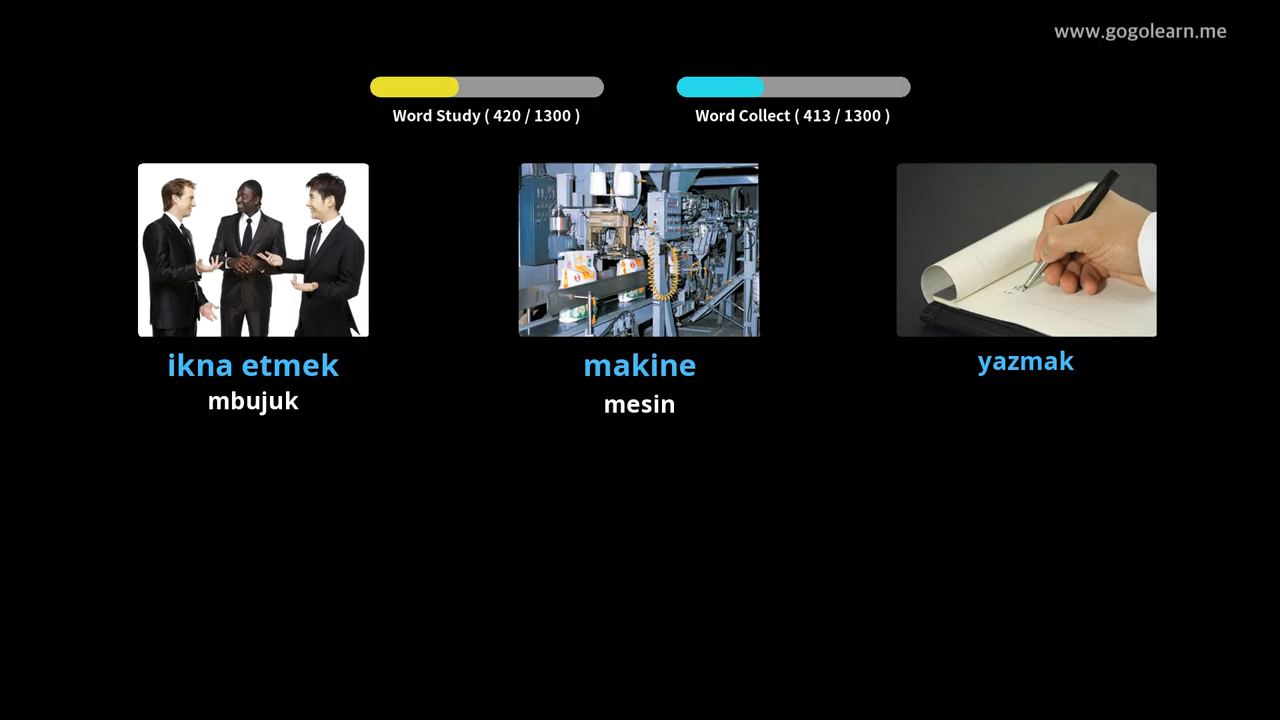 www.gogolearn.me
Word Study ( 420 / 1300 )
Word Collect ( 413 / 1300 )
ikna etmek
mbujuk
makine
mesin
yazmak